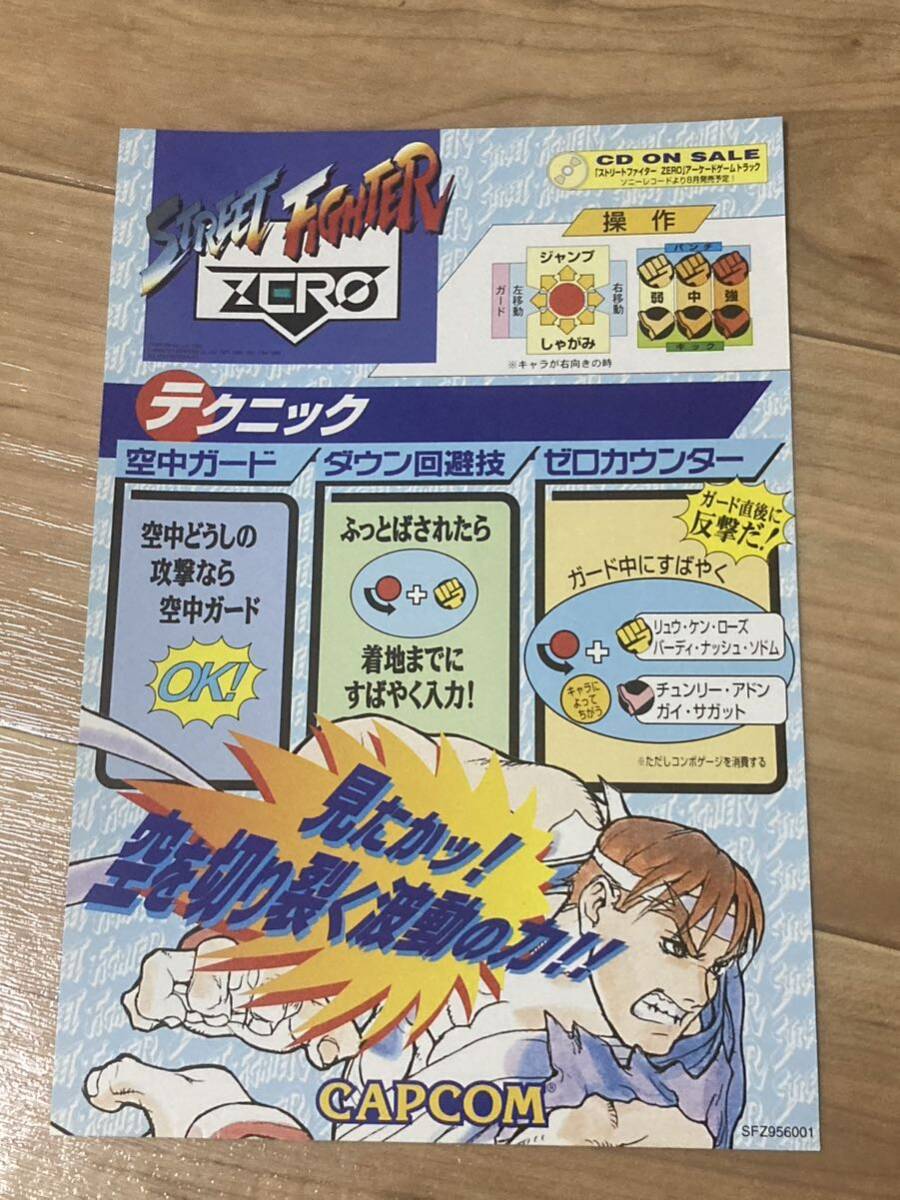 STREET FIGHTER
ZERO
CD ON SALE
「ストリートファイター ZERO」アーケードゲームトラック
ソニーレコードより8月発売予定!
操作
ガード
左移動
ジャンプ
しゃがみ
右移動
パンチ
弱 中 強
キック
※キャラが右向きの時
テクニック
空中ガード
空中どうしの
攻撃なら
空中ガード
OK!
ダウン回避技
ふっとばされたら
+
着地までに
すばやく入力!
ゼロカウンター
ガード直後に
反撃だ!
ガード中にすばやく
+
リュウ・ケン・ローズ
バーディ・ナッシュ・ソドム
キャラに
よって
ちがう
チュンリー・アドン
ガイ・サガット
※ただしコンボゲージを消費する
見たかッ!
空を切り裂く波動の力!!
CAPCOM
SFZ956001